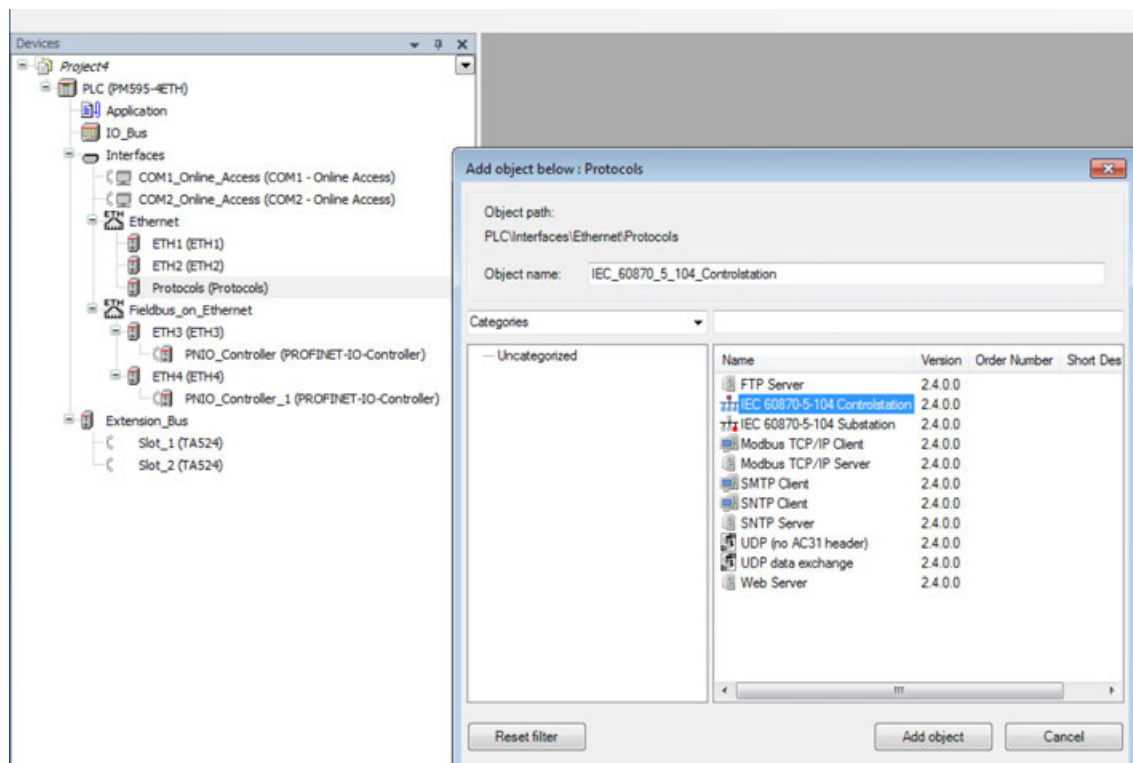 Devices
Project4
PLC (PM595-4ETH)
Application
IO_Bus
Interfaces
COM1_Online_Access (COM1 - Online Access)
COM2_Online_Access (COM2 - Online Access)
ETH Ethernet
ETH1 (ETH1)
ETH2 (ETH2)
Protocols (Protocols)
ETH Fieldbus_on_Ethernet
ETH3 (ETH3)
PNIO_Controller (PROFINET-IO-Controller)
ETH4 (ETH4)
PNIO_Controller_1 (PROFINET-IO-Controller)
Extension_Bus
Slot_1 (TA524)
Slot_2 (TA524)
Add object below : Protocols
Object path:
PLC\Interfaces\Ethernet\Protocols
Object name: IEC_60870_5_104_Controlstation
Categories
Uncategorized
Name Version Order Number Short Des
FTP Server 2.4.0.0
IEC 60870-5-104 Controlstation 2.4.0.0
IEC 60870-5-104 Substation 2.4.0.0
Modbus TCP/IP Client 2.4.0.0
Modbus TCP/IP Server 2.4.0.0
SMTP Client 2.4.0.0
SNTP Client 2.4.0.0
SNTP Server 2.4.0.0
UDP (no AC31 header) 2.4.0.0
UDP data exchange 2.4.0.0
Web Server 2.4.0.0
Reset filter Add object Cancel